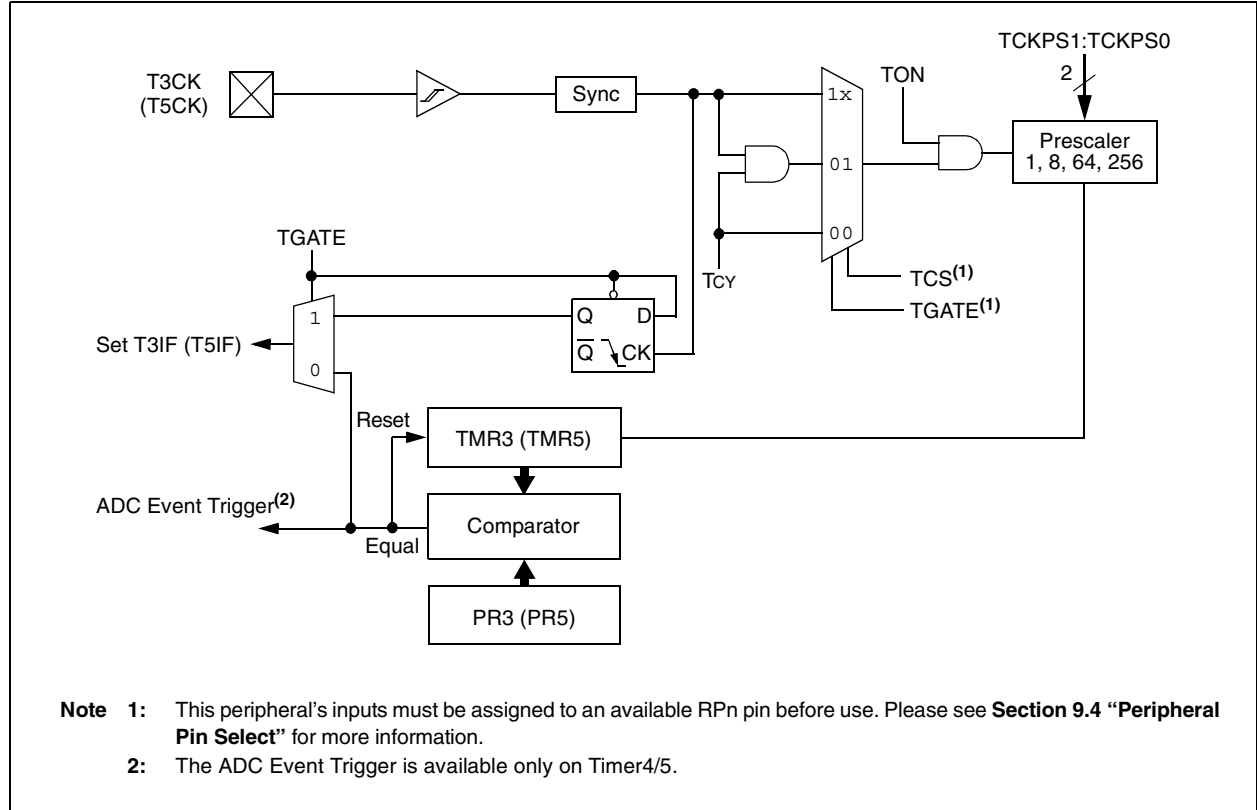 TCKPS1:TCKPS0
2
T3CK
(T5CK)
Sync
TON
1x
Prescaler
1, 8, 64, 256
01
00
TGATE
TCY
TCS(1)
TGATE(1)
1
Q
D
Set T3IF (T5IF)
Q
CK
0
Reset
TMR3 (TMR5)
ADC Event Trigger(2)
Equal
Comparator
PR3 (PR5)
Note 1: This peripheral's inputs must be assigned to an available RPn pin before use. Please see Section 9.4 “Peripheral
Pin Select” for more information.
2: The ADC Event Trigger is available only on Timer4/5.